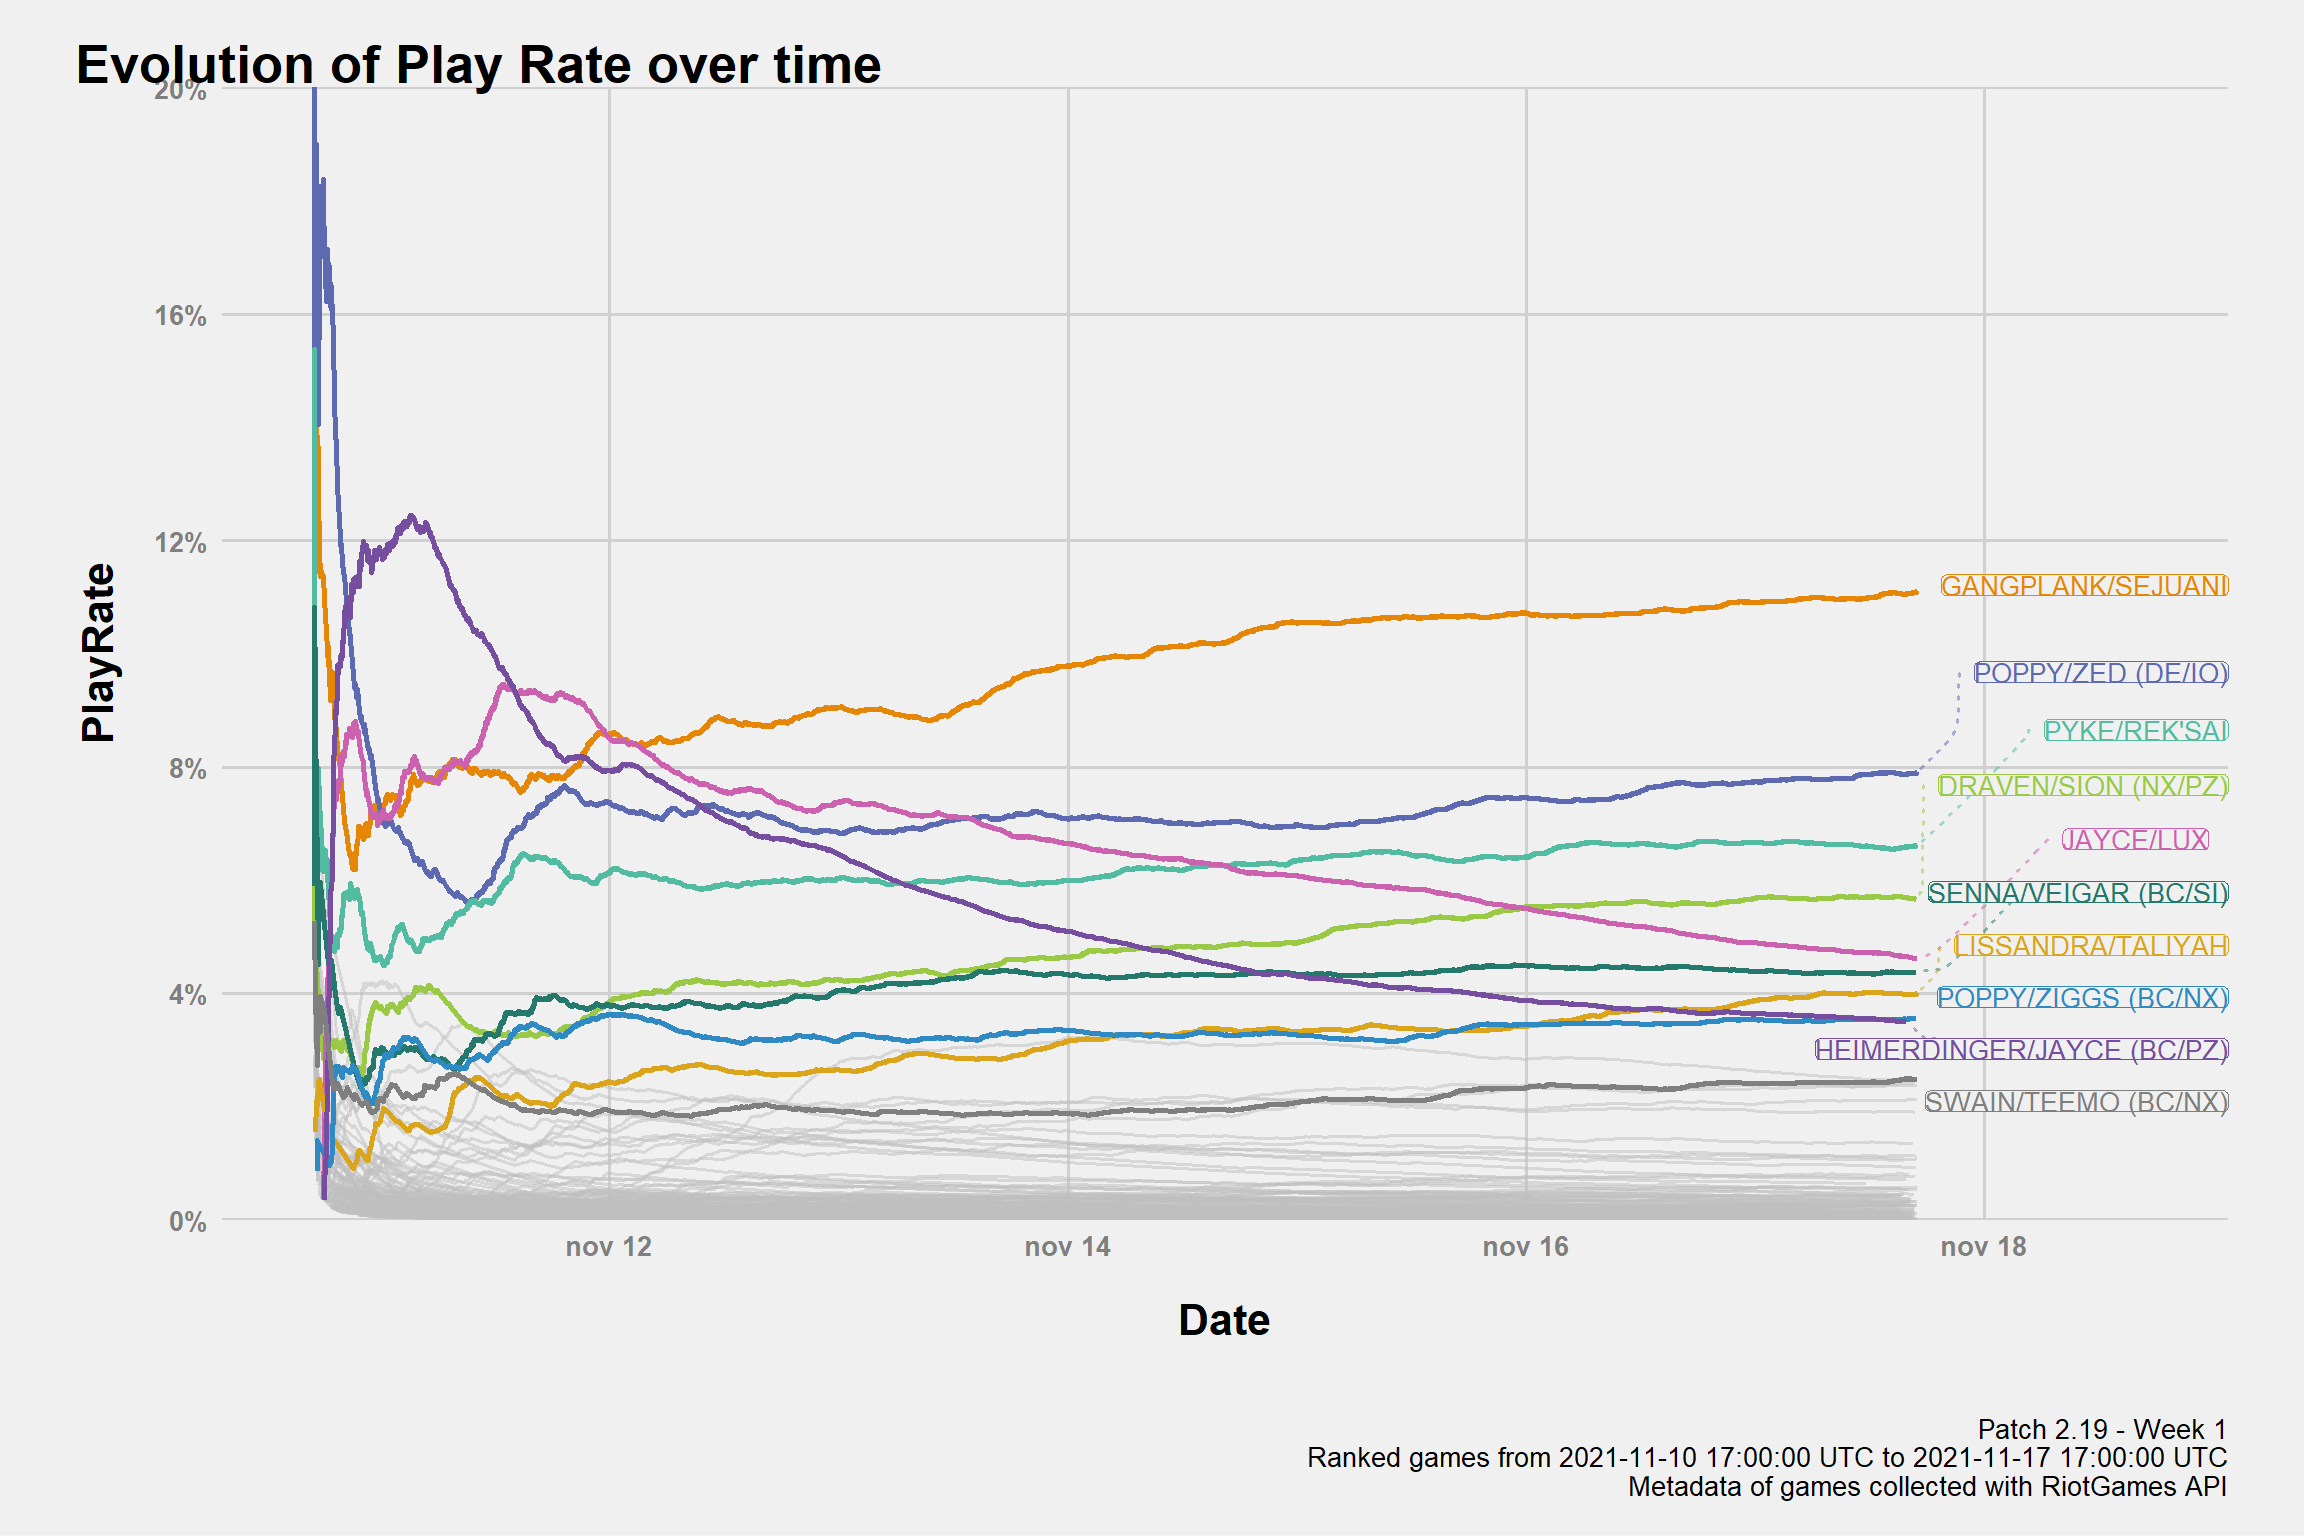 Evolution of Play Rate over time
20%
16%
12%
8%
4%
0%
PlayRate
GANGPLANK/SEJUANI
POPPY/ZED (DE/IO)
PYKE/REK'SAI
DRAVEN/SION (NX/PZ)
JAYCE/LUX
SENNA/VEIGAR (BC/SI)
LISSANDRA/TALIYAH
POPPY/ZIGGS (BC/NX)
HEIMERDINGER/JAYCE (BC/PZ)
SWAIN/TEEMO (BC/NX)
nov 12
nov 14
nov 16
nov 18
Date
Patch 2.19 - Week 1
Ranked games from 2021-11-10 17:00:00 UTC to 2021-11-17 17:00:00 UTC
Metadata of games collected with RiotGames API